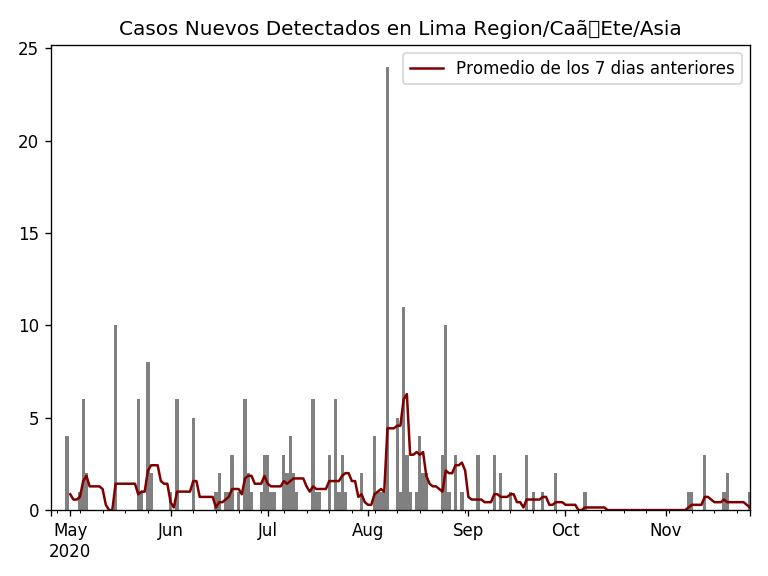 Casos Nuevos Detectados en Lima Region/Caã▯Ete/Asia
Promedio de los 7 dias anteriores
25
20
15
10
5
0
May Jun Jul Aug Sep Oct Nov
2020